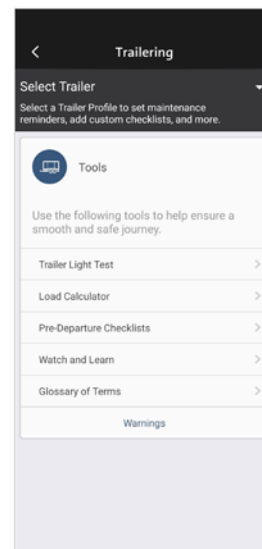 Trailering
Select Trailer
Select a Trailer Profile to set maintenance
reminders, add custom checklists, and more.
Tools
Use the following tools to help ensure a
smooth and safe journey.
Trailer Light Test
Load Calculator
Pre-Departure Checklists
Watch and Learn
Glossary of Terms
Warnings